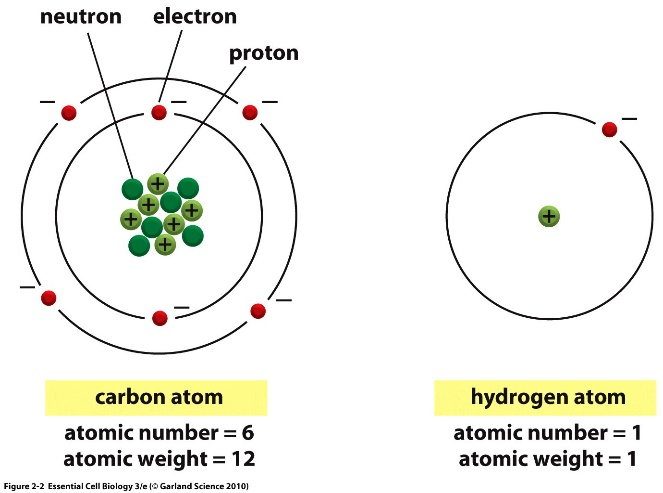 neutron
electron
proton
carbon atom
atomic number = 6
atomic weight = 12
hydrogen atom
atomic number = 1
atomic weight = 1
Figure 2-2 Essential Cell Biology 3/e (© Garland Science 2010)